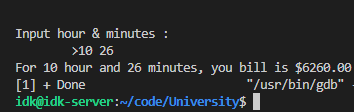 Input hour & minutes :
>10 26
For 10 hour and 26 minutes, you bill is $6260.00
[1] + Done "/usr/bin/gdb" -
idk@idk-server:~/code/University$